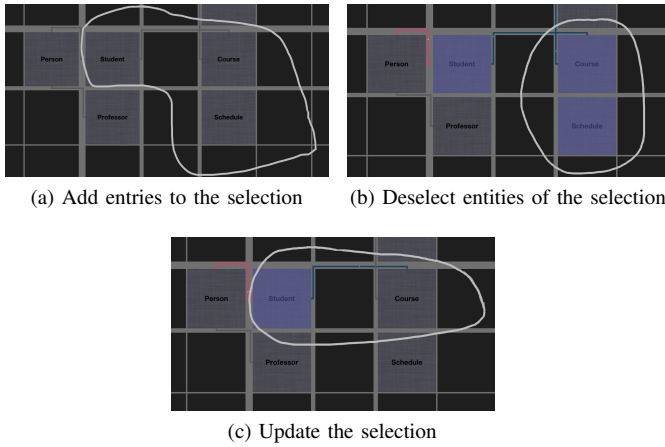 Person Student Course
Professor Schedule
(a) Add entries to the selection
Person Student Course
Professor Schedule
(b) Deselect entities of the selection
Person Student Course
Professor Schedule
(c) Update the selection